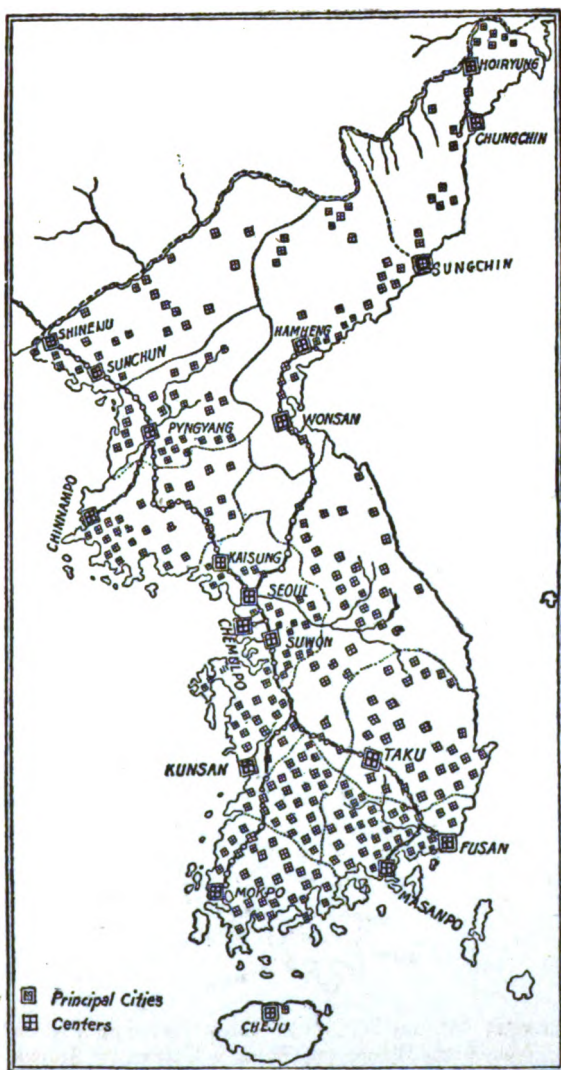 HOIRYUNG
CHUNGCHIN
SUNGCHIN
SHINEIJU
HAMHENG
SUNCHUN
WONSAN
PYNGYANG
CHINNAMPO
KAISUNG
SEOUL
CHEMULPO
SUWON
KUNSAN
TAKU
FUSAN
MOKPO
MASANPO
CHEJU
Principal Cities
Centers